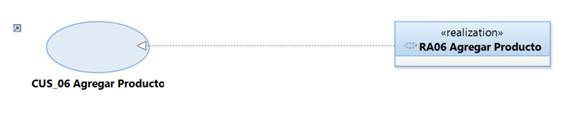 «realization»
RA06 Agregar Producto
CUS_06 Agregar Producto